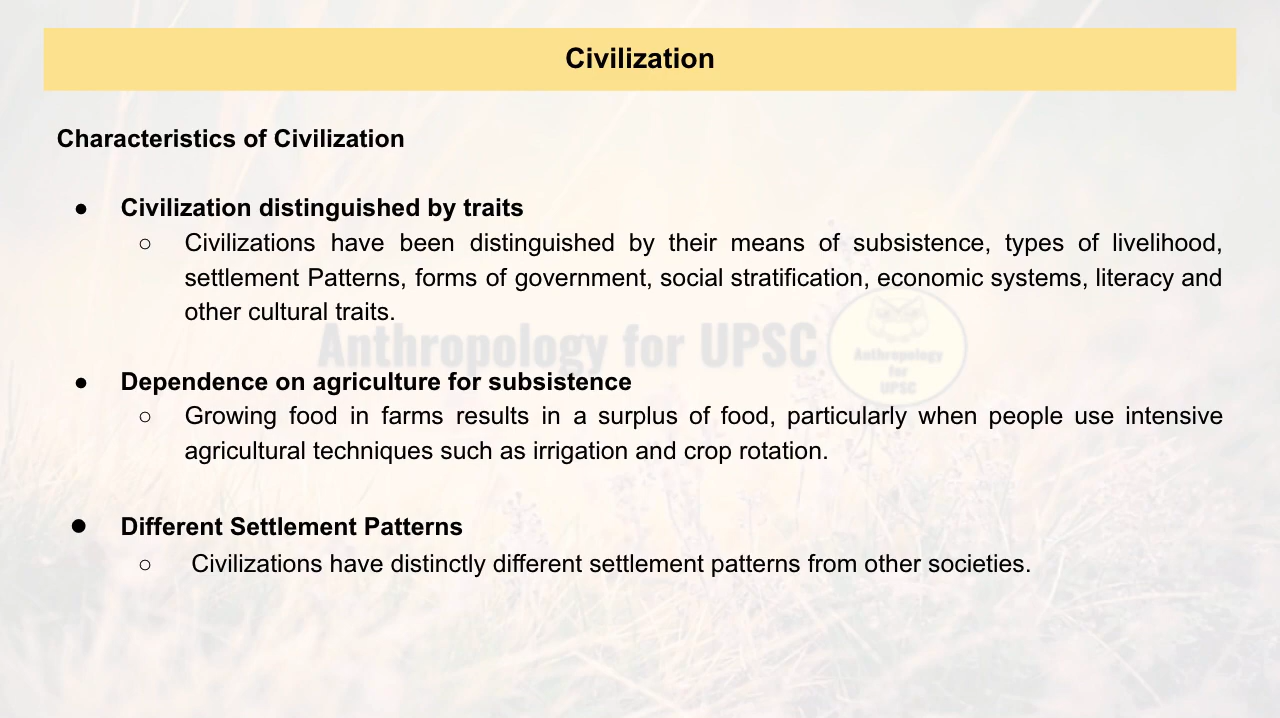 Civilization
Characteristics of Civilization
● Civilization distinguished by traits
○ Civilizations have been distinguished by their means of subsistence, types of livelihood,
settlement Patterns, forms of government, social stratification, economic systems, literacy and
other cultural traits.
Anthropology for UPSC
Anthropology
for
UPSC
● Dependence on agriculture for subsistence
○ Growing food in farms results in a surplus of food, particularly when people use intensive
agricultural techniques such as irrigation and crop rotation.
● Different Settlement Patterns
○ Civilizations have distinctly different settlement patterns from other societies.